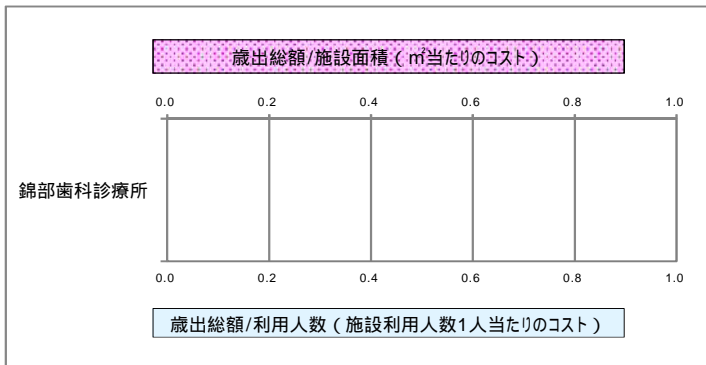 歳出総額/施設面積（㎡当たりのコスト）
0.0 0.2 0.4 0.6 0.8 1.0
錦部歯科診療所
0.0 0.2 0.4 0.6 0.8 1.0
歳出総額/利用人数（施設利用人数1人当たりのコスト）